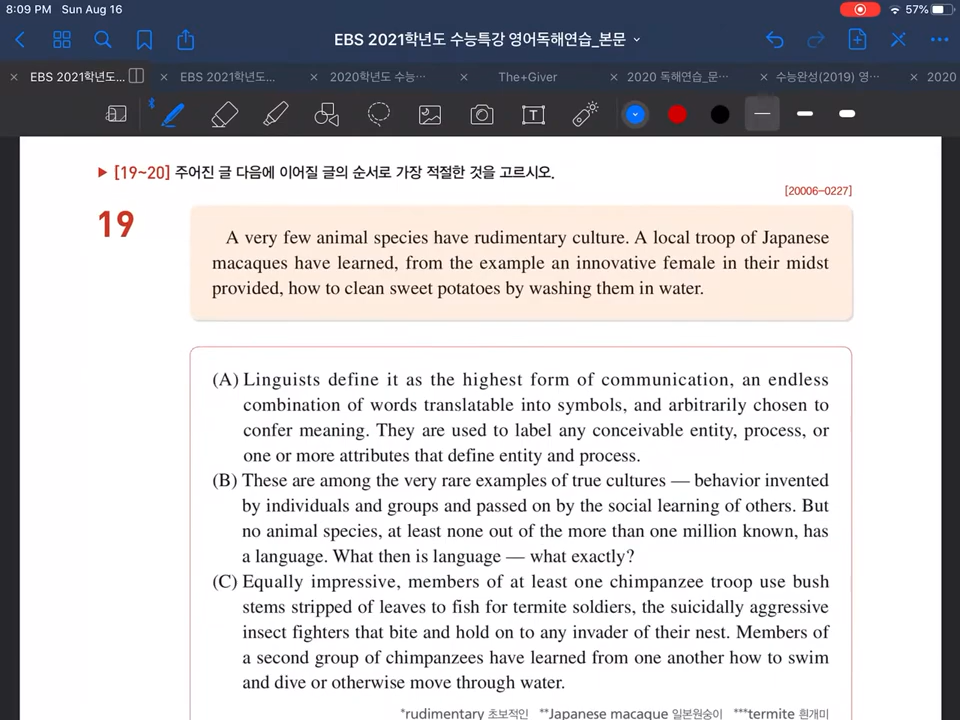 8:09 PM Sun Aug 16
57%
EBS 2021학년도 수능특강 영어독해연습_본문
EBS 2021학년도...
EBS 2021학년도...
2020학년도 수능...
The+Giver
2020 독해연습_문...
수능완성(2019) 영...
2020
▶ [19~20] 주어진 글 다음에 이어질 글의 순서로 가장 적절한 것을 고르시오.
[20006-0227]
19
A very few animal species have rudimentary culture. A local troop of Japanese
macaques have learned, from the example an innovative female in their midst
provided, how to clean sweet potatoes by washing them in water.
(A) Linguists define it as the highest form of communication, an endless
combination of words translatable into symbols, and arbitrarily chosen to
confer meaning. They are used to label any conceivable entity, process, or
one or more attributes that define entity and process.
(B) These are among the very rare examples of true cultures — behavior invented
by individuals and groups and passed on by the social learning of others. But
no animal species, at least none out of the more than one million known, has
a language. What then is language — what exactly?
(C) Equally impressive, members of at least one chimpanzee troop use bush
stems stripped of leaves to fish for termite soldiers, the suicidally aggressive
insect fighters that bite and hold on to any invader of their nest. Members of
a second group of chimpanzees have learned from one another how to swim
and dive or otherwise move through water.
*rudimentary 초보적인 **Japanese macaque 일본원숭이 ***termite 흰개미